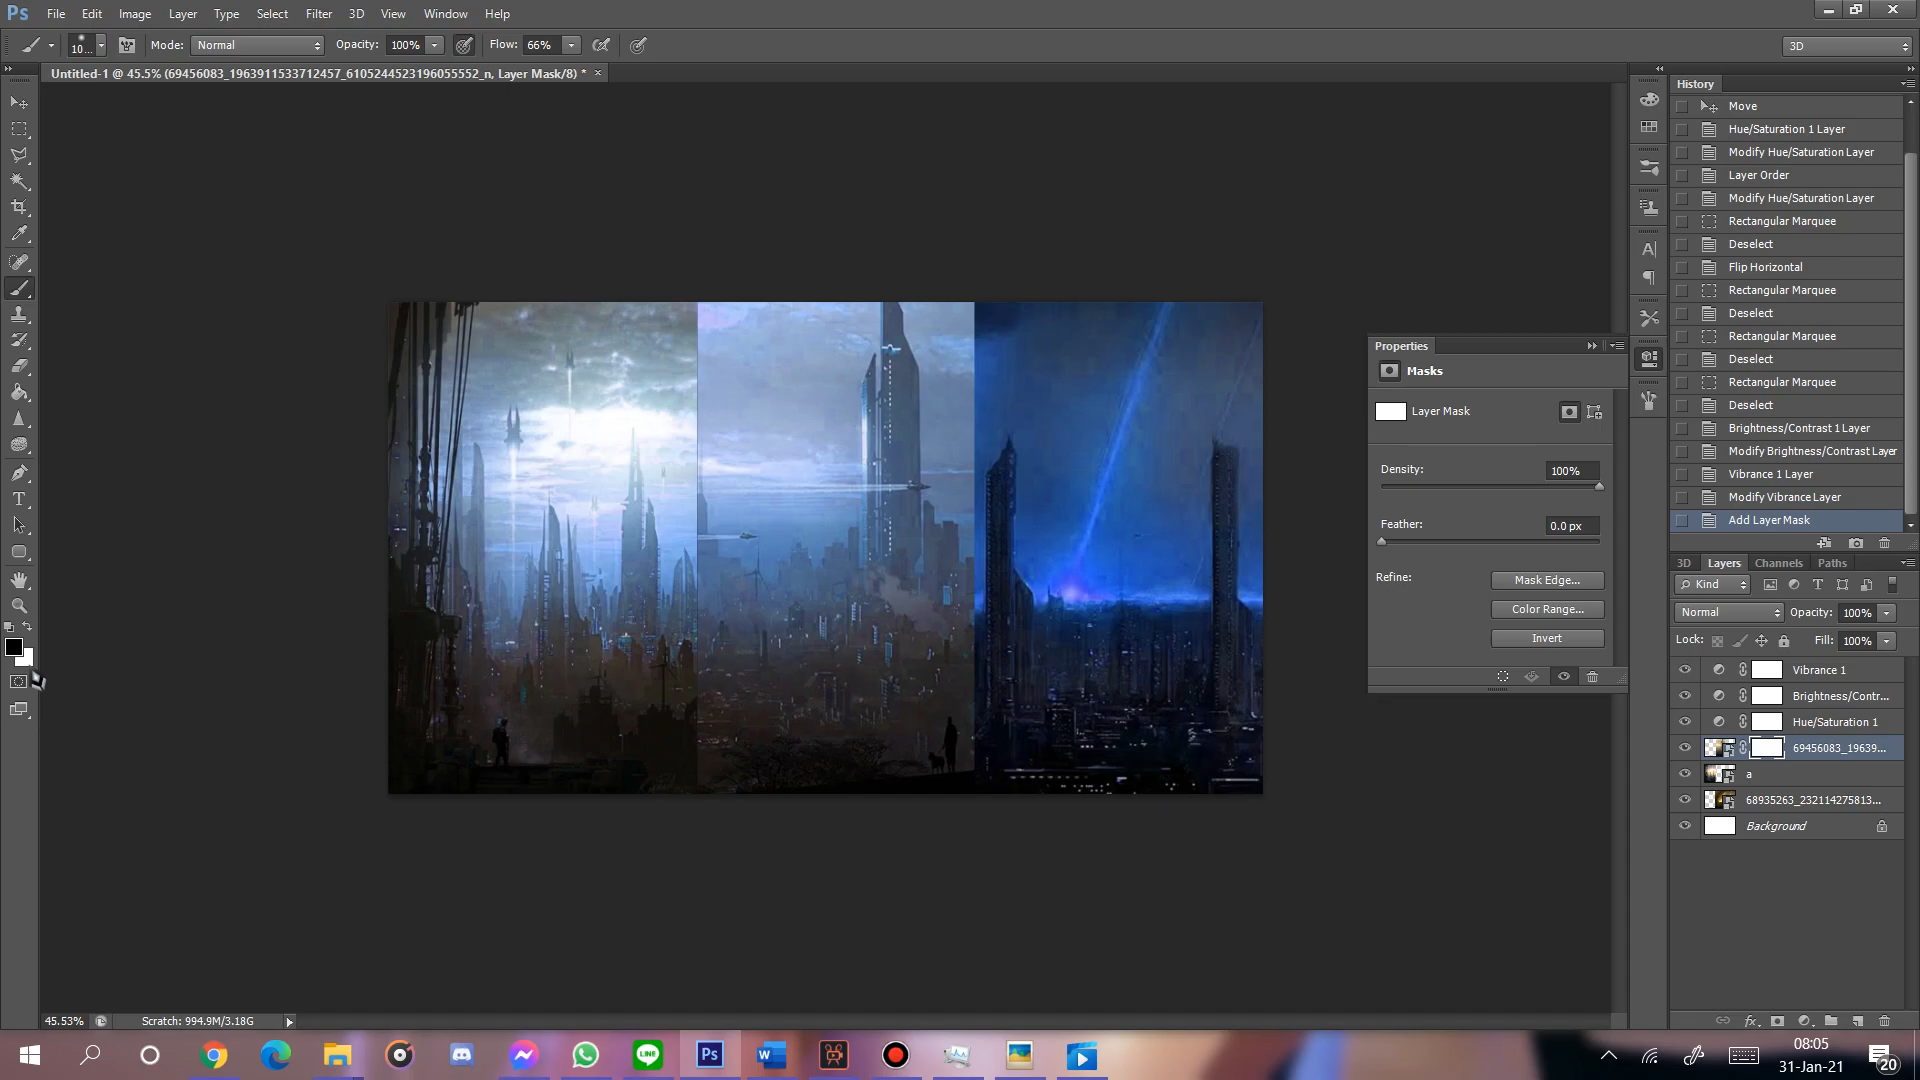 Ps File Edit Image Layer Type Select Filter 3D View Window Help
10... Mode: Normal Opacity: 100% Flow: 66% 3D
Untitled-1 @ 45.5% (69456083_1963911533712457_6105244523196055552_n, Layer Mask/8) * ×
History
Move
Hue/Saturation 1 Layer
Modify Hue/Saturation Layer
Layer Order
Modify Hue/Saturation Layer
Rectangular Marquee
Deselect
Flip Horizontal
Rectangular Marquee
Deselect
Rectangular Marquee
Deselect
Rectangular Marquee
Deselect
Brightness/Contrast 1 Layer
Modify Brightness/Contrast Layer
Vibrance 1 Layer
Modify Vibrance Layer
Add Layer Mask
Properties
Masks
Layer Mask
Density: 100%
Feather: 0.0 px
Refine: Mask Edge...
Color Range...
Invert
3D Layers Channels Paths
Kind
Normal Opacity: 100%
Lock: Fill: 100%
Vibrance 1
Brightness/Contr...
Hue/Saturation 1
69456083_19639...
a
68935263_232114275813...
Background
45.53% Scratch: 994.9M/3.18G
08:05
31-Jan-21
20